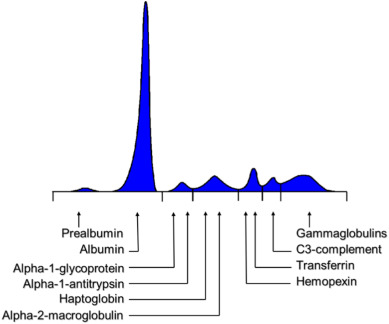 Prealbumin
Albumin
Alpha-1-glycoprotein
Alpha-1-antitrypsin
Haptoglobin
Alpha-2-macroglobulin
Gammaglobulins
C3-complement
Transferrin
Hemopexin